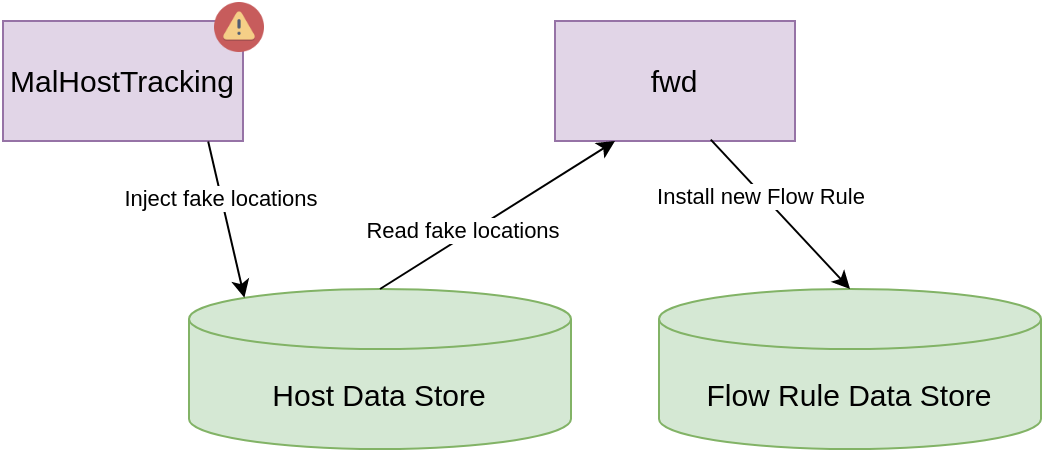 MalHostTracking
fwd
Inject fake locations
Install new Flow Rule
Read fake locations
Host Data Store
Flow Rule Data Store